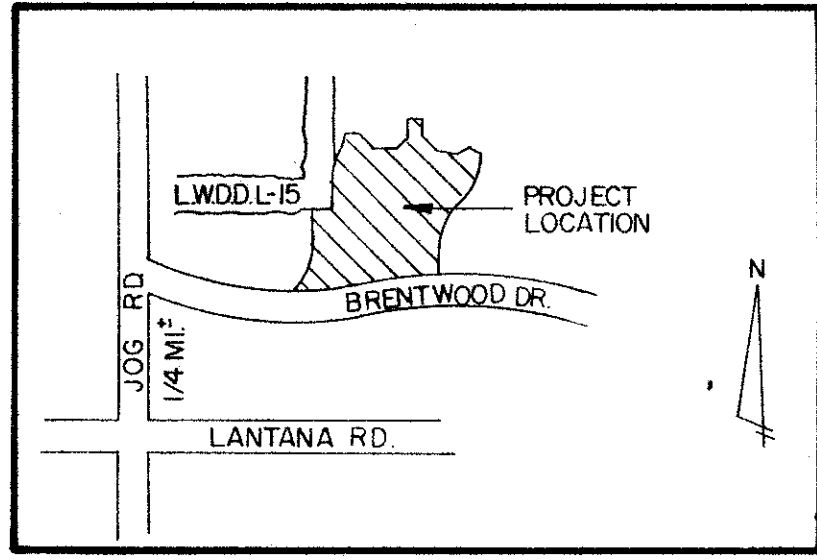 L.W.D.D. L-15
PROJECT
LOCATION
N
BRENTWOOD DR.
JOG RD
1/4 MI.±
LANTANA RD.